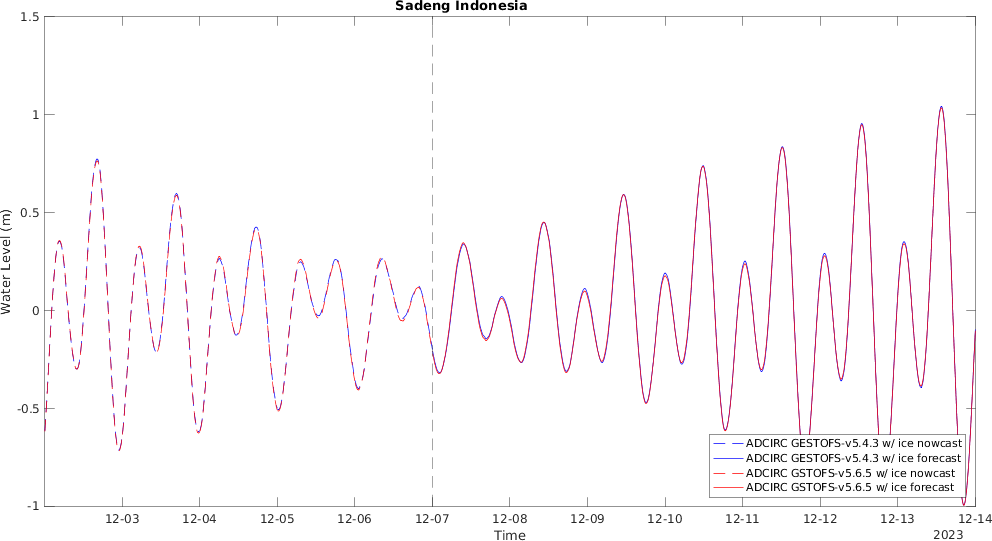 Sadeng Indonesia
1.5
1
0.5
0
-0.5
-1
Water Level (m)
12-03 12-04 12-05 12-06 12-07 12-08 12-09 12-10 12-11 12-12 12-13 12-14
Time
2023
ADCIRC GESTOFS-v5.4.3 w/ ice nowcast
ADCIRC GESTOFS-v5.4.3 w/ ice forecast
ADCIRC GSTOFS-v5.6.5 w/ ice nowcast
ADCIRC GSTOFS-v5.6.5 w/ ice forecast